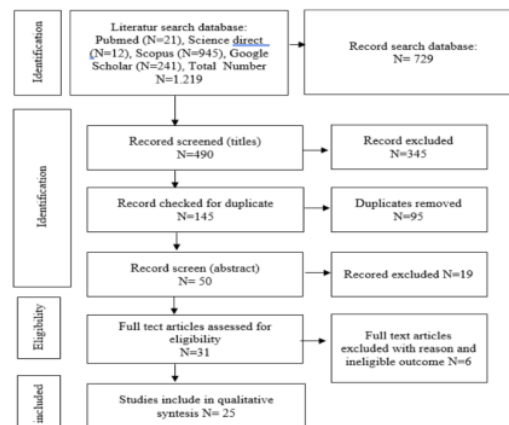 Identification
Literatur search database:
Pubmed (N=21), Science direct
(N=12), Scopus (N=945), Google
Scholar (N=241), Total Number
N=1.219
Record search database:
N= 729
Identification
Recored screened (titles)
N=490
Record excluded
N=345
Record checked for duplicate
N=145
Duplicates removed
N=95
Record screen (abstract)
N= 50
Recored excluded N=19
Eligibility
Full tect articles assessed for
eligibility
N=31
Full text articles
excluded with reason and
ineligible outcome N=6
included
Studies include in qualitative
syntesis N= 25